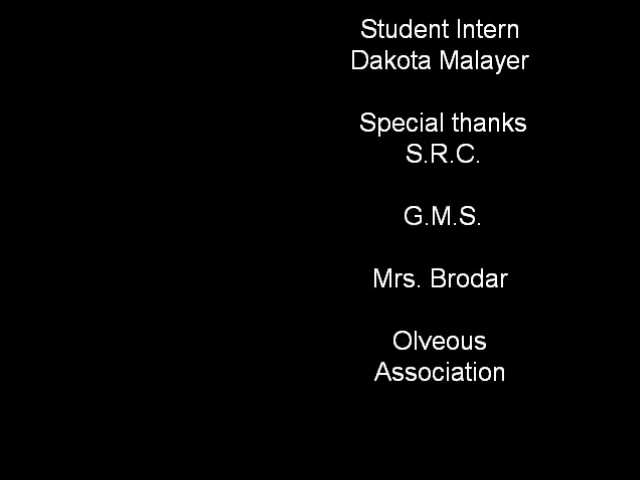 Student Intern
Dakota Malayer
Special thanks
S.R.C.
G.M.S.
Mrs. Brodar
Olveous
Association